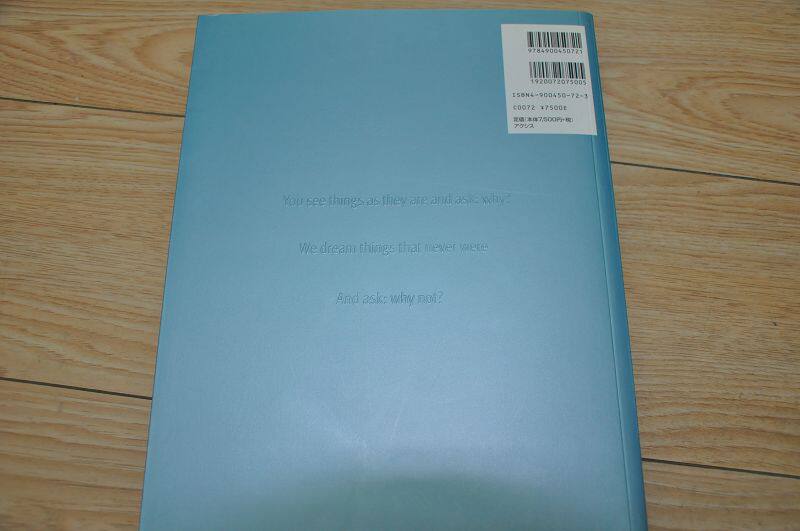 9784900450721
1920072075005
ISBN4-900450-72-3
C0072 ¥7500E
定価(本体7,500円+税)
アクシス
You see things as they are and ask: why?
We dream things that never were
And ask: why not?